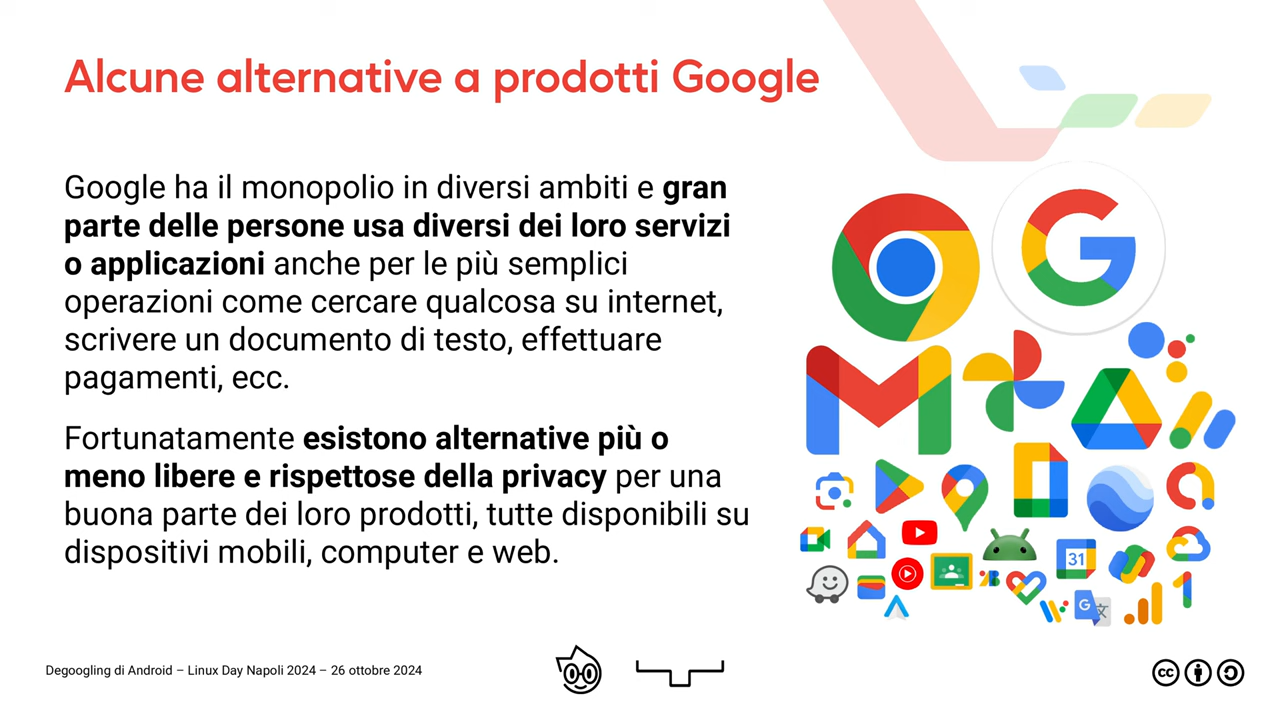 Alcune alternative a prodotti Google
Google ha il monopolio in diversi ambiti e gran
parte delle persone usa diversi dei loro servizi
o applicazioni anche per le più semplici
operazioni come cercare qualcosa su internet,
scrivere un documento di testo, effettuare
pagamenti, ecc.
Fortunatamente esistono alternative più o
meno libere e rispettose della privacy per una
buona parte dei loro prodotti, tutte disponibili su
dispositivi mobili, computer e web.
31
G 文
Degoogling di Android – Linux Day Napoli 2024 – 26 ottobre 2024
cc